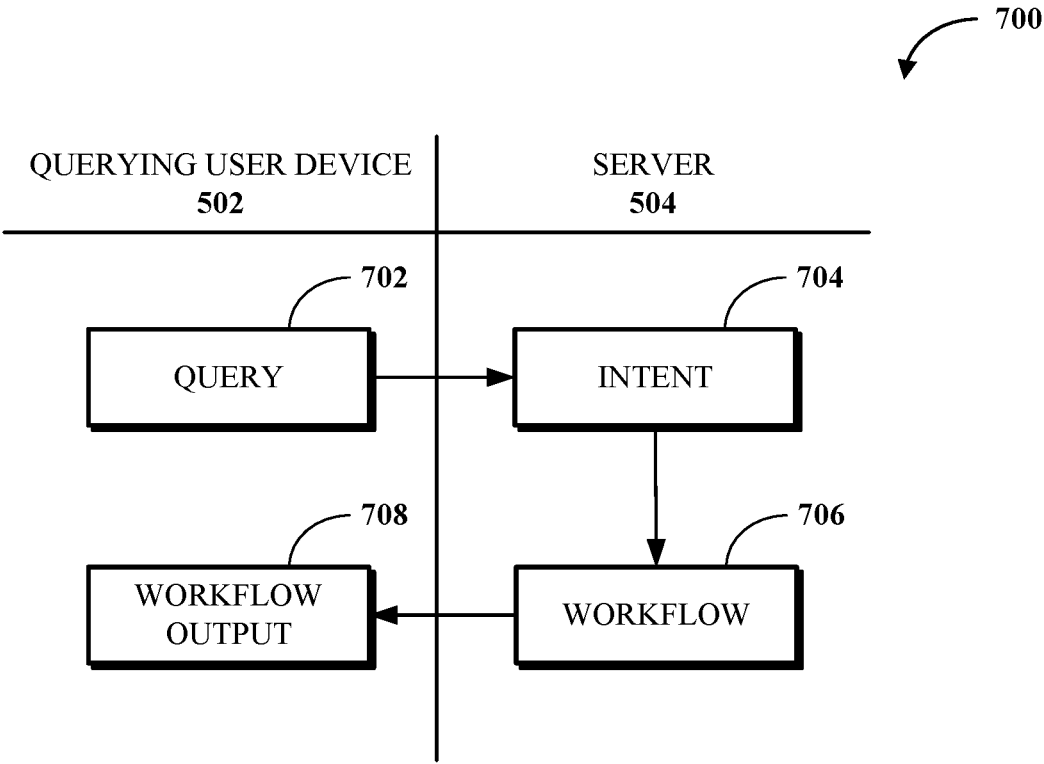 700
QUERYING USER DEVICE
502
SERVER
504
702
QUERY
704
INTENT
708
WORKFLOW
OUTPUT
706
WORKFLOW